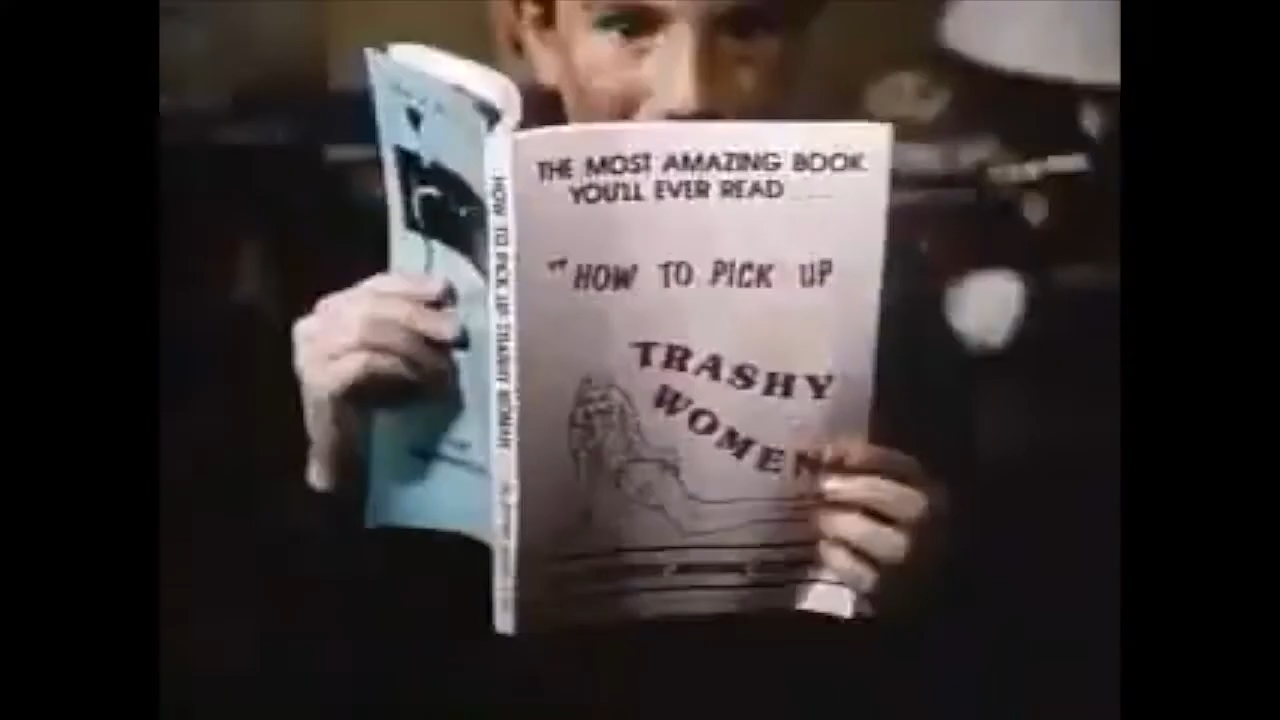 THE MOST AMAZING BOOK
YOU'LL EVER READ ....
"HOW TO PICK UP
TRASHY
WOMEN"
HOW TO PICK UP TRASHY WOMAN